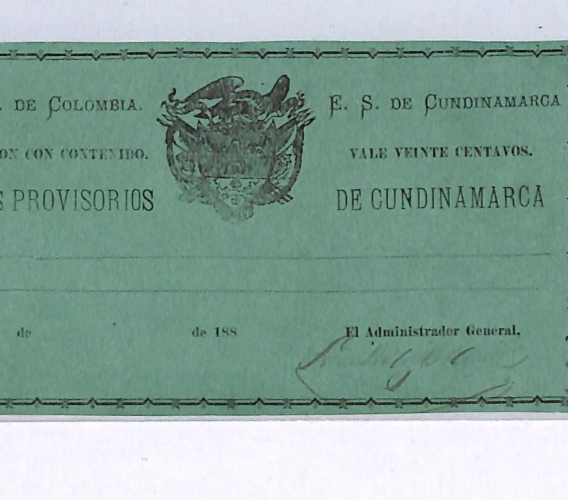 . DE COLOMBIA.
E. S. DE CUNDINAMARCA
ON CON CONTENIDO.
VALE VEINTE CENTAVOS.
S PROVISORIOS
DE CUNDINAMARCA
de
de 188
El Administrador General,